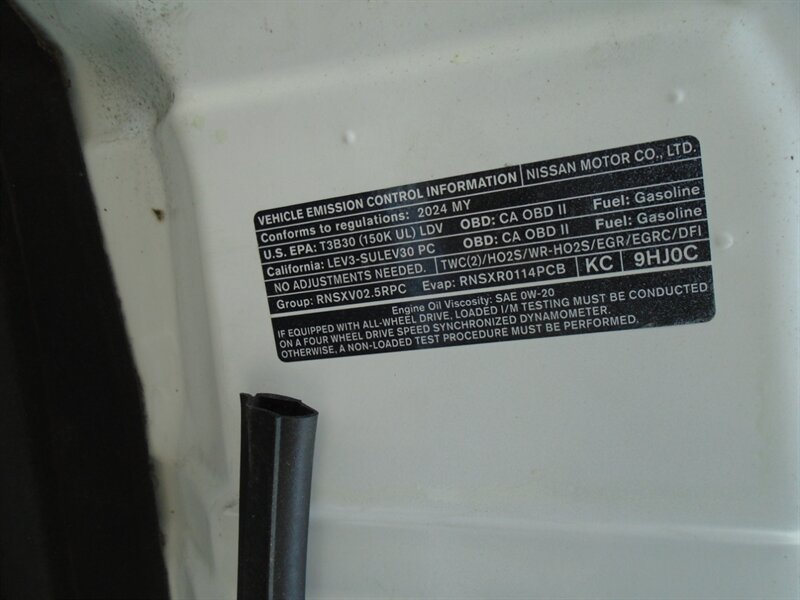 VEHICLE EMISSION CONTROL INFORMATION NISSAN MOTOR CO., LTD.
Conforms to regulations: 2024 MY
U.S. EPA: T3B30 (150K UL) LDV OBD: CA OBD II Fuel: Gasoline
California: LEV3-SULEV30 PC OBD: CA OBD II Fuel: Gasoline
NO ADJUSTMENTS NEEDED. TWC(2)/HO2S/WR-HO2S/EGR/EGRC/DFI
Group: RNSXV02.5RPC Evap: RNSXR0114PCB KC 9HJ0C
Engine Oil Viscosity: SAE 0W-20
IF EQUIPPED WITH ALL-WHEEL DRIVE, LOADED I/M TESTING MUST BE CONDUCTED
ON A FOUR WHEEL DRIVE SPEED SYNCHRONIZED DYNAMOMETER.
OTHERWISE, A NON-LOADED TEST PROCEDURE MUST BE PERFORMED.